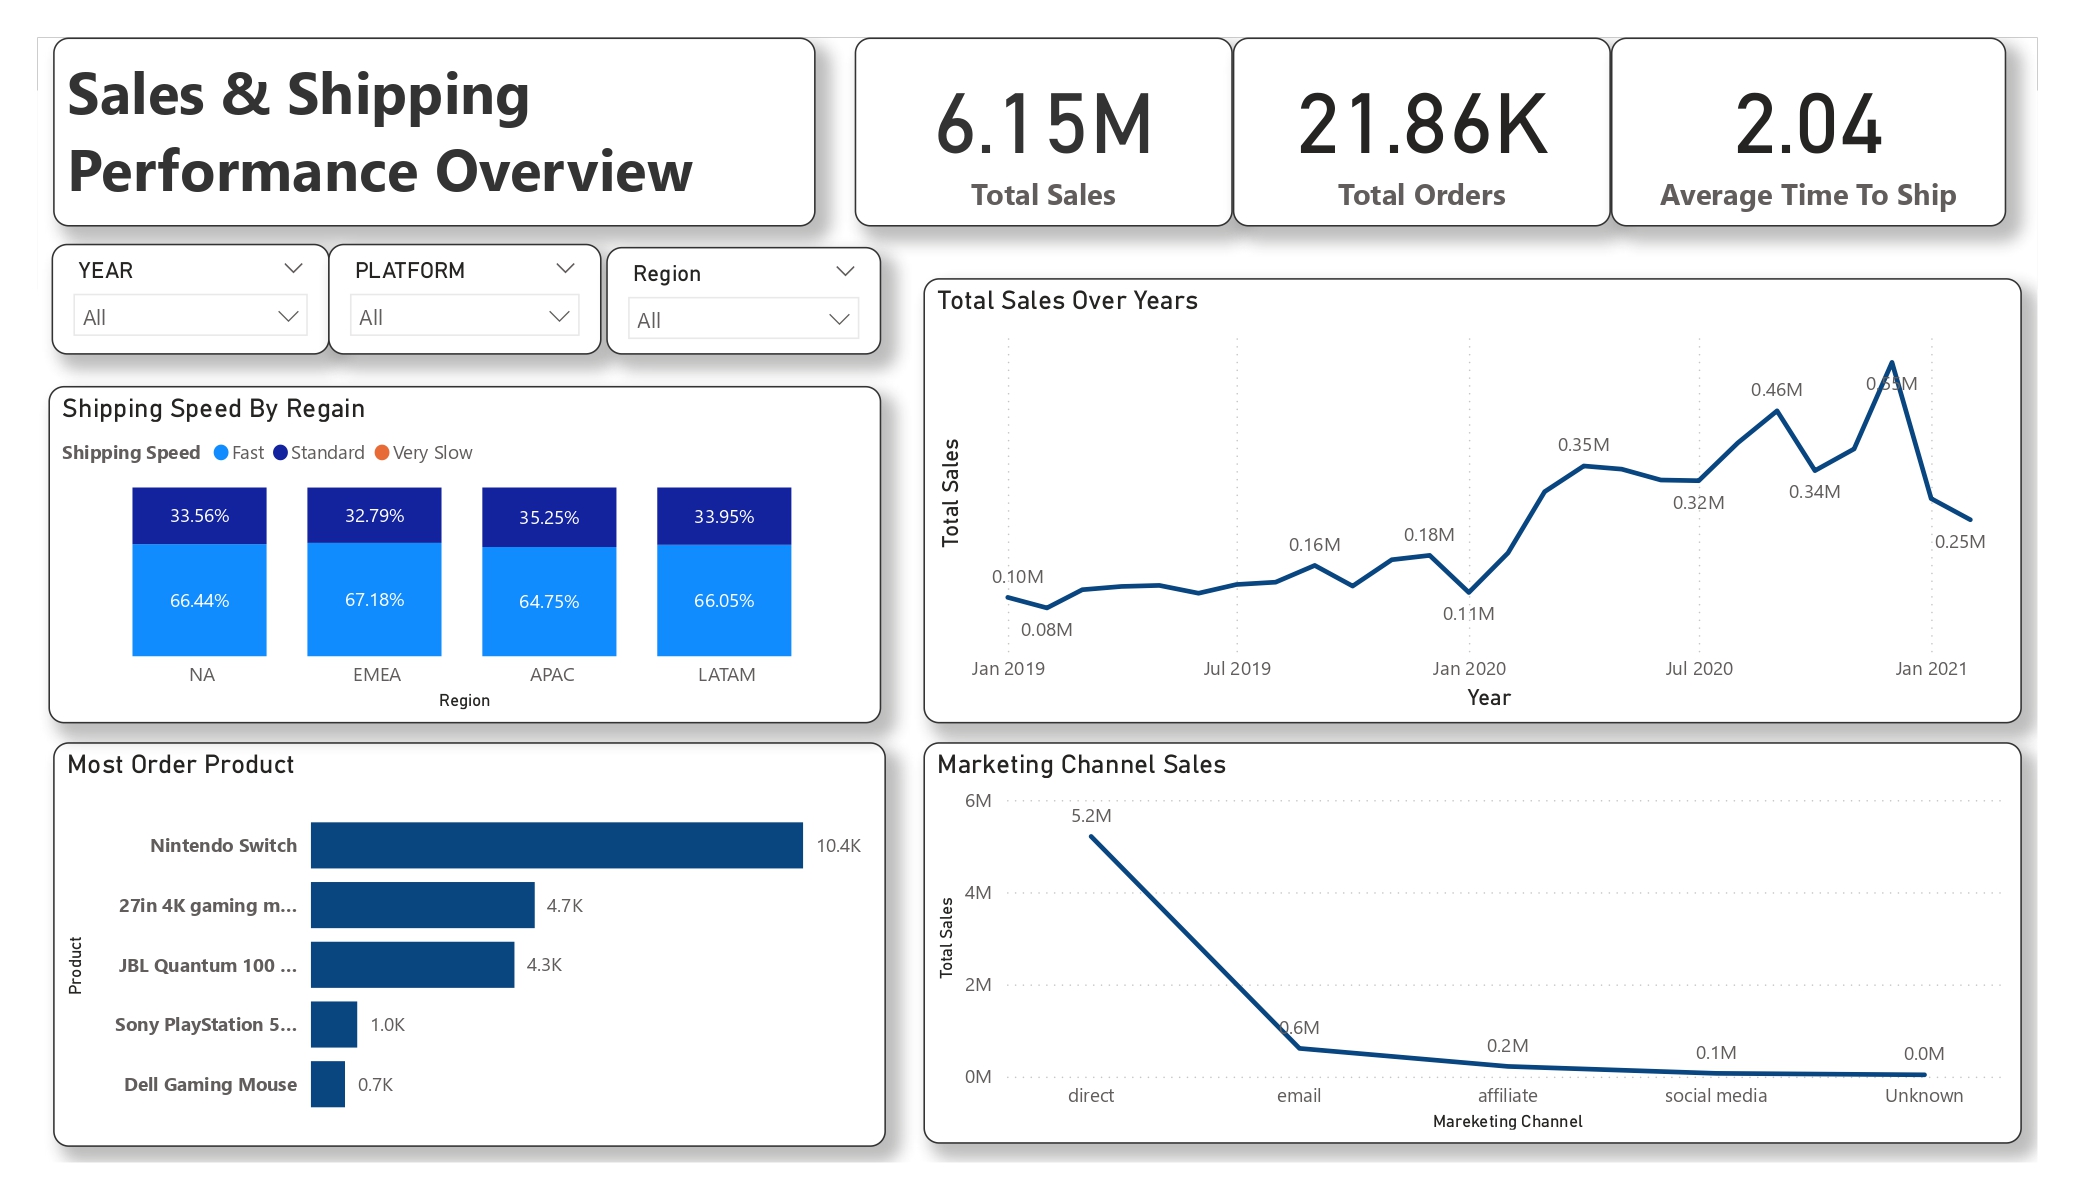 Sales & Shipping
Performance Overview
6.15M
Total Sales
21.86K
Total Orders
2.04
Average Time To Ship
YEAR
All
PLATFORM
All
Region
All
Shipping Speed By Regain
Shipping Speed Fast Standard Very Slow
33.56% 32.79% 35.25% 33.95%
66.44% 67.18% 64.75% 66.05%
NA EMEA APAC LATAM
Region
Total Sales Over Years
Total Sales
0.10M
0.08M
0.16M
0.18M
0.11M
0.35M
0.32M
0.46M
0.34M
0.55M
0.25M
Jan 2019 Jul 2019 Jan 2020 Jul 2020 Jan 2021
Year
Most Order Product
Product
Nintendo Switch 10.4K
27in 4K gaming m... 4.7K
JBL Quantum 100 ... 4.3K
Sony PlayStation 5... 1.0K
Dell Gaming Mouse 0.7K
Marketing Channel Sales
Total Sales
6M
4M
2M
0M
5.2M
0.6M
0.2M
0.1M
0.0M
direct email affiliate social media Unknown
Mareketing Channel